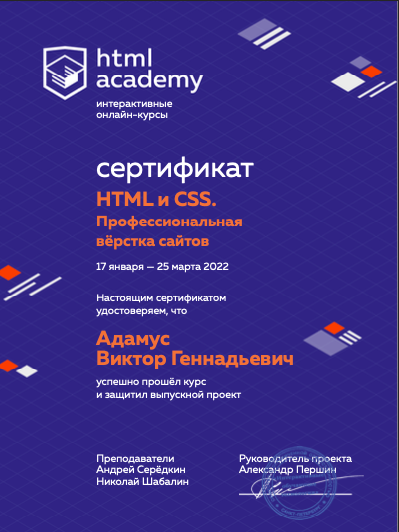 html
academy
интерактивные
онлайн-курсы
сертификат
HTML и CSS.
Профессиональная
вёрстка сайтов
17 января — 25 марта 2022
Настоящим сертификатом
удостоверяем, что
Адамус
Виктор Геннадьевич
успешно прошёл курс
и защитил выпускной проект
Преподаватели
Андрей Серёдкин
Николай Шабалин
Руководитель проекта
Александр Першин